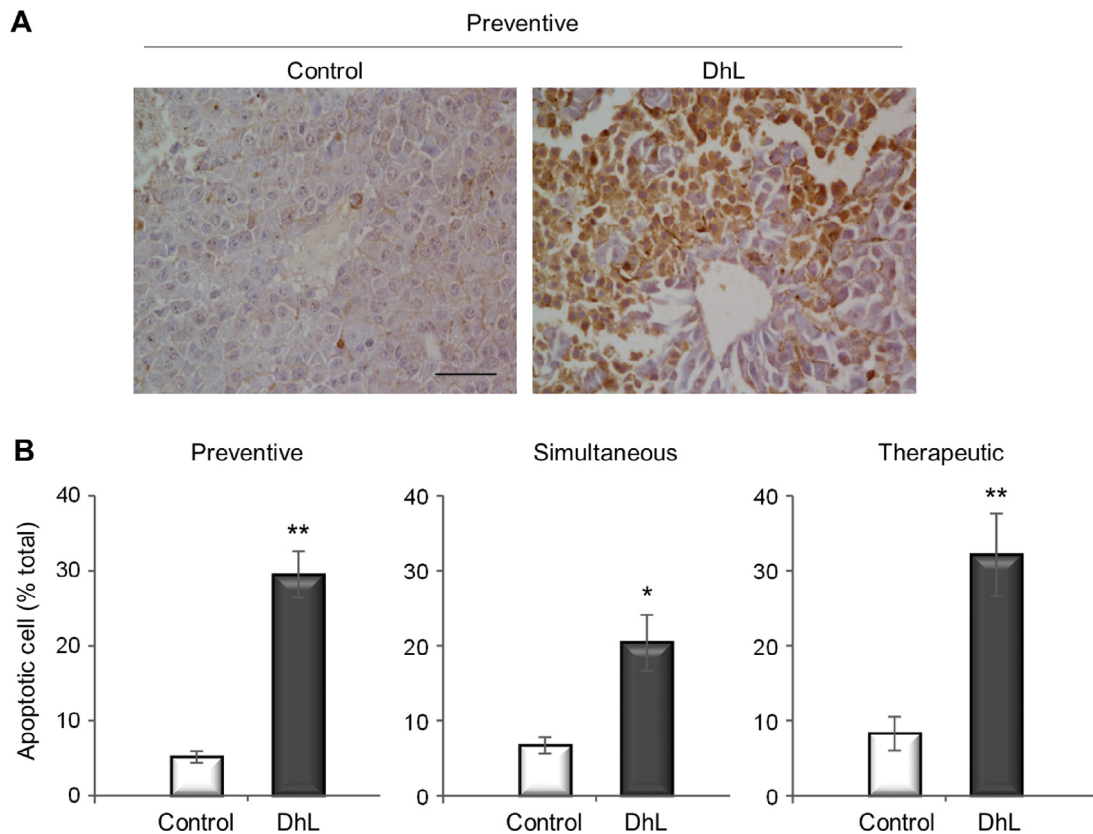 A
Preventive
Control DhL
B
Preventive Simultaneous Therapeutic
Apoptotic cell (% total)
40 40 40
** * **
30 30 30
20 20 20
10 10 10
0 0 0
Control DhL Control DhL Control DhL